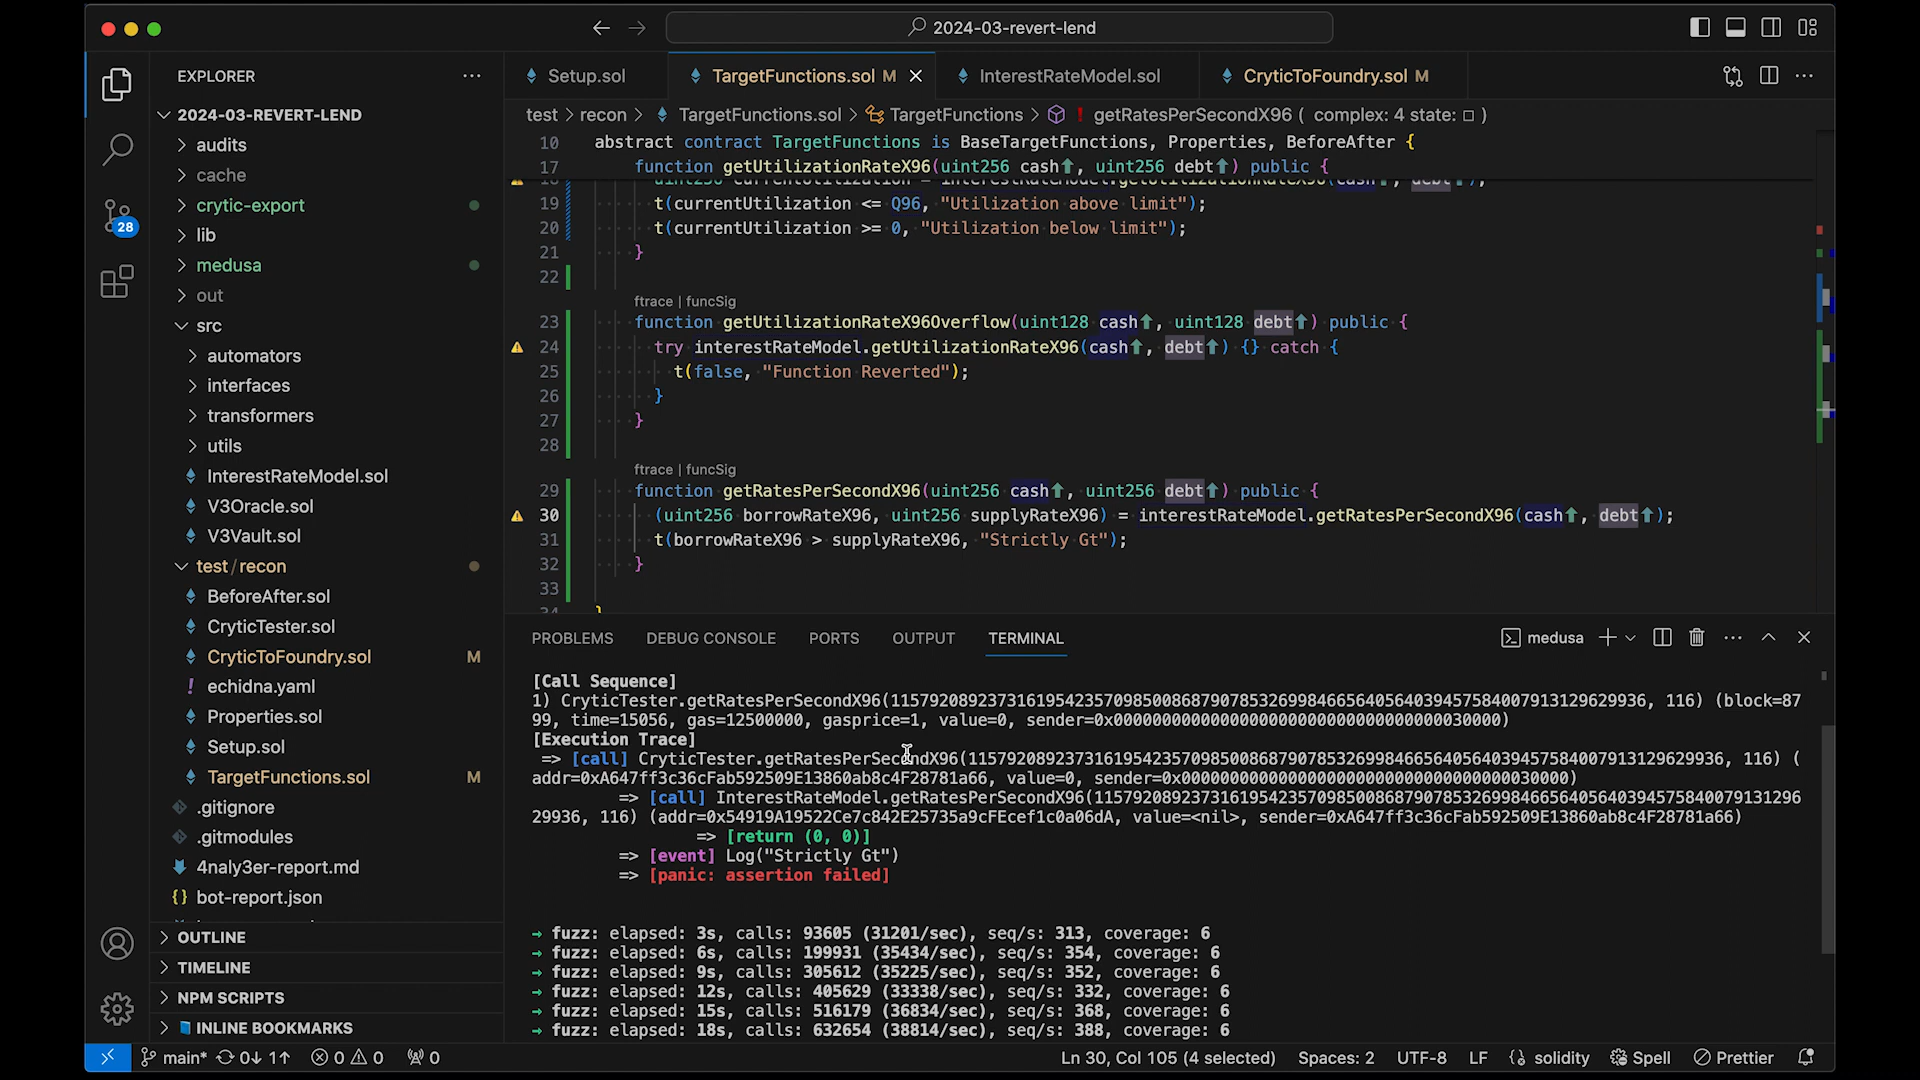 2024-03-revert-lend
EXPLORER
Setup.sol
TargetFunctions.sol M
InterestRateModel.sol
CryticToFoundry.sol M
2024-03-REVERT-LEND
audits
cache
crytic-export
lib
medusa
out
src
automators
interfaces
transformers
utils
InterestRateModel.sol
V3Oracle.sol
V3Vault.sol
test/recon
BeforeAfter.sol
CryticTester.sol
CryticToFoundry.sol M
echidna.yaml
Properties.sol
Setup.sol
TargetFunctions.sol M
.gitignore
.gitmodules
4naly3er-report.md
bot-report.json
OUTLINE
TIMELINE
NPM SCRIPTS
INLINE BOOKMARKS
28
test > recon > TargetFunctions.sol > TargetFunctions > getRatesPerSecondX96 ( complex: 4 state: □ )
10 abstract contract TargetFunctions is BaseTargetFunctions, Properties, BeforeAfter {
17 function getUtilizationRateX96(uint256 cash↑, uint256 debt↑) public {
18 uint256 currentUtilization = interestRateModel.getUtilizationRateX96(cash↑, debt↑);
19 t(currentUtilization <= Q96, "Utilization above limit");
20 t(currentUtilization >= 0, "Utilization below limit");
21 }
22
ftrace | funcSig
23 function getUtilizationRateX96Overflow(uint128 cash↑, uint128 debt↑) public {
24 try interestRateModel.getUtilizationRateX96(cash↑, debt↑) {} catch {
25 t(false, "Function Reverted");
26 }
27 }
28
ftrace | funcSig
29 function getRatesPerSecondX96(uint256 cash↑, uint256 debt↑) public {
30 (uint256 borrowRateX96, uint256 supplyRateX96) = interestRateModel.getRatesPerSecondX96(cash↑, debt↑);
31 t(borrowRateX96 > supplyRateX96, "Strictly Gt");
32 }
33
34 }
PROBLEMS DEBUG CONSOLE PORTS OUTPUT TERMINAL
medusa
[Call Sequence]
1) CryticTester.getRatesPerSecondX96(115792089237316195423570985008687907853269984665640564039457584007913129629936, 116) (block=87
99, time=15056, gas=12500000, gasprice=1, value=0, sender=0x0000000000000000000000000000000000030000)
[Execution Trace]
=> [call] CryticTester.getRatesPerSecondX96(115792089237316195423570985008687907853269984665640564039457584007913129629936, 116) (
addr=0xA647ff3c36cFab592509E13860ab8c4F28781a66, value=0, sender=0x0000000000000000000000000000000000030000)
=> [call] InterestRateModel.getRatesPerSecondX96(1157920892373161954235709850086879078532699846656405640394575840079131296
29936, 116) (addr=0x54919A19522Ce7c842E25735a9cFEcef1c0a06dA, value=<nil>, sender=0xA647ff3c36cFab592509E13860ab8c4F28781a66)
=> [return (0, 0)]
=> [event] Log("Strictly Gt")
=> [panic: assertion failed]
→ fuzz: elapsed: 3s, calls: 93605 (31201/sec), seq/s: 313, coverage: 6
→ fuzz: elapsed: 6s, calls: 199931 (35434/sec), seq/s: 354, coverage: 6
→ fuzz: elapsed: 9s, calls: 305612 (35225/sec), seq/s: 352, coverage: 6
→ fuzz: elapsed: 12s, calls: 405629 (33338/sec), seq/s: 332, coverage: 6
→ fuzz: elapsed: 15s, calls: 516179 (36834/sec), seq/s: 368, coverage: 6
→ fuzz: elapsed: 18s, calls: 632654 (38814/sec), seq/s: 388, coverage: 6
main* 0↓ 1↑ 0 0 0
Ln 30, Col 105 (4 selected) Spaces: 2 UTF-8 LF solidity Spell Prettier